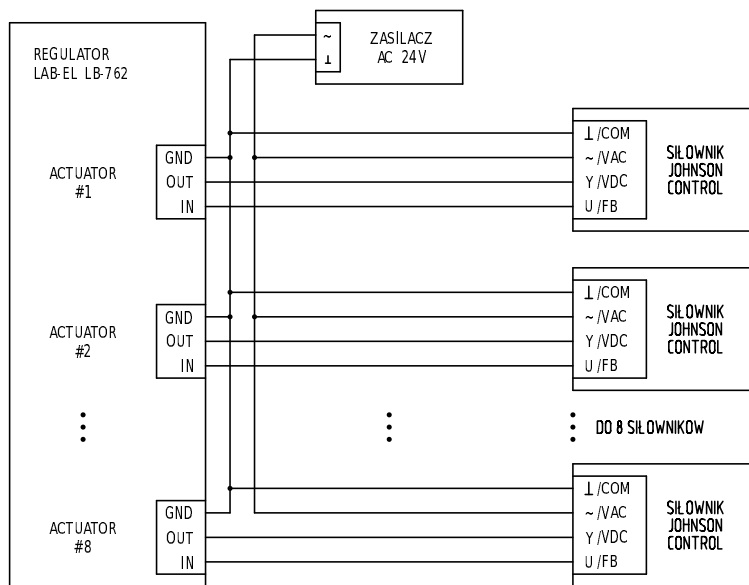 ~
⊥
ZASILACZ
AC 24V
REGULATOR
LAB-EL LB-762
ACTUATOR
#1
GND
OUT
IN
⊥/COM
~/VAC
Y/VDC
U/FB
SIŁOWNIK
JOHNSON
CONTROL
ACTUATOR
#2
GND
OUT
IN
⊥/COM
~/VAC
Y/VDC
U/FB
SIŁOWNIK
JOHNSON
CONTROL
DO 8 SIŁOWNIKOW
ACTUATOR
#8
GND
OUT
IN
⊥/COM
~/VAC
Y/VDC
U/FB
SIŁOWNIK
JOHNSON
CONTROL